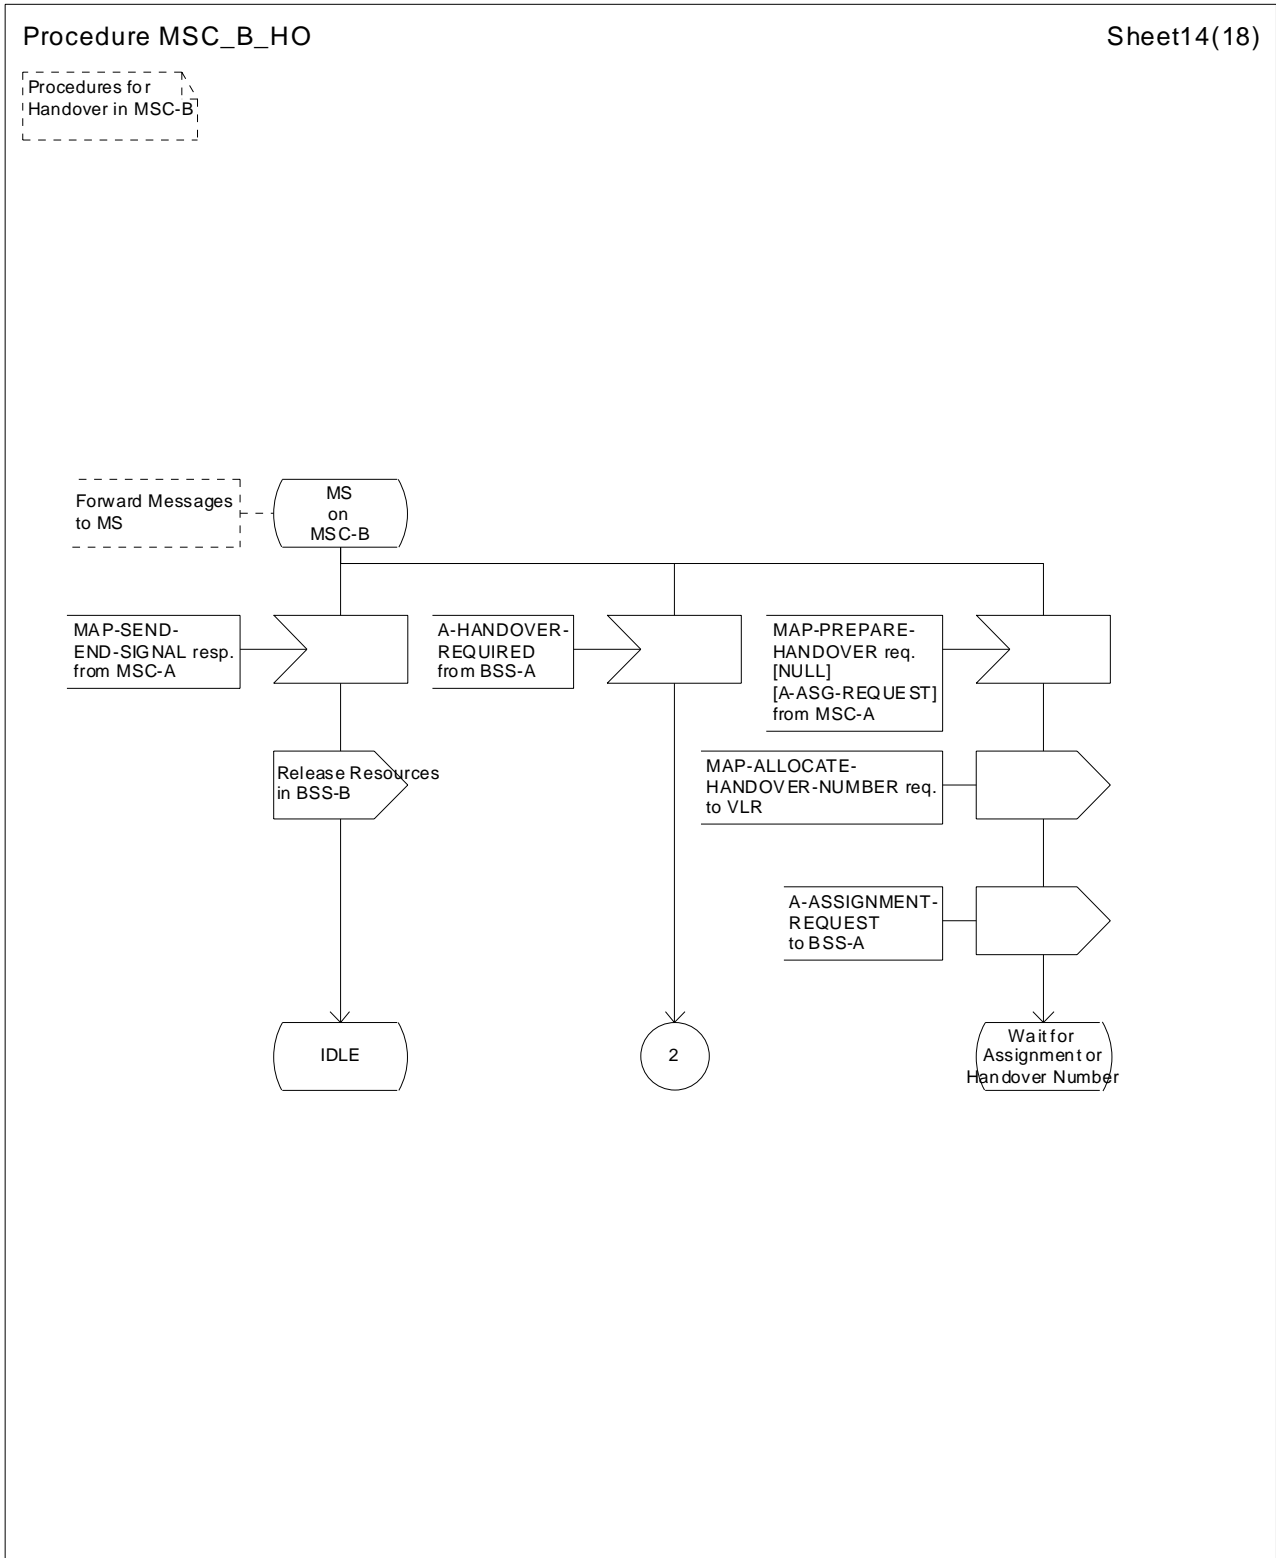 Procedure MSC_B_HO
Sheet14(18)
Procedures for
Handover in MSC-B
Forward Messages
to MS
MS
on
MSC-B
MAP-SEND-
END-SIGNAL resp.
from MSC-A
A-HANDOVER-
REQUIRED
from BSS-A
MAP-PREPARE-
HANDOVER req.
[NULL]
[A-ASG-REQUEST]
from MSC-A
Release Resources
in BSS-B
MAP-ALLOCATE-
HANDOVER-NUMBER req.
to VLR
A-ASSIGNMENT-
REQUEST
to BSS-A
IDLE
2
Wait for
Assignment or
Handover Number